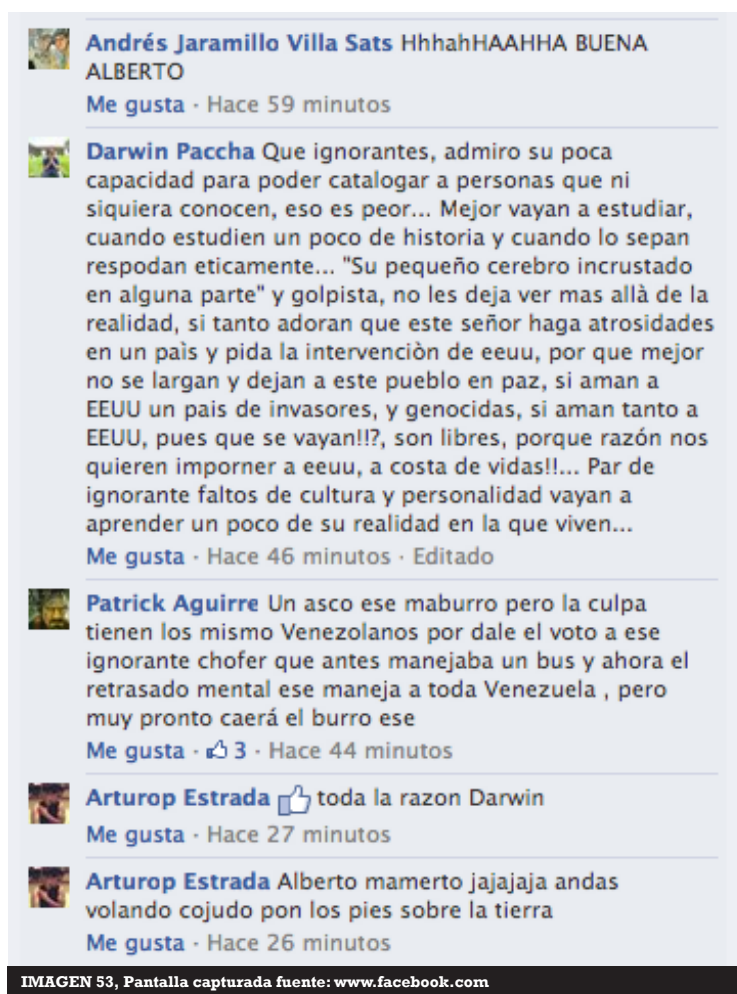 Andrés Jaramillo Villa Sats HhhahHAAHHA BUENA
ALBERTO
Me gusta · Hace 59 minutos
Darwin Paccha Que ignorantes, admiro su poca
capacidad para poder catalogar a personas que ni
siquiera conocen, eso es peor... Mejor vayan a estudiar,
cuando estudien un poco de historia y cuando lo sepan
respodan eticamente... "Su pequeño cerebro incrustado
en alguna parte" y golpista, no les deja ver mas allà de la
realidad, si tanto adoran que este señor haga atrosidades
en un paìs y pida la intervenciòn de eeuu, por que mejor
no se largan y dejan a este pueblo en paz, si aman a
EEUU un pais de invasores, y genocidas, si aman tanto a
EEUU, pues que se vayan!!?, son libres, porque razón nos
quieren imporner a eeuu, a costa de vidas!!... Par de
ignorante faltos de cultura y personalidad vayan a
aprender un poco de su realidad en la que viven...
Me gusta · Hace 46 minutos · Editado
Patrick Aguirre Un asco ese maburro pero la culpa
tienen los mismo Venezolanos por dale el voto a ese
ignorante chofer que antes manejaba un bus y ahora el
retrasado mental ese maneja a toda Venezuela , pero
muy pronto caerá el burro ese
Me gusta · 3 · Hace 44 minutos
Arturop Estrada toda la razon Darwin
Me gusta · Hace 27 minutos
Arturop Estrada Alberto mamerto jajajaja andas
volando cojudo pon los pies sobre la tierra
Me gusta · Hace 26 minutos
IMAGEN 53, Pantalla capturada fuente: www.facebook.com